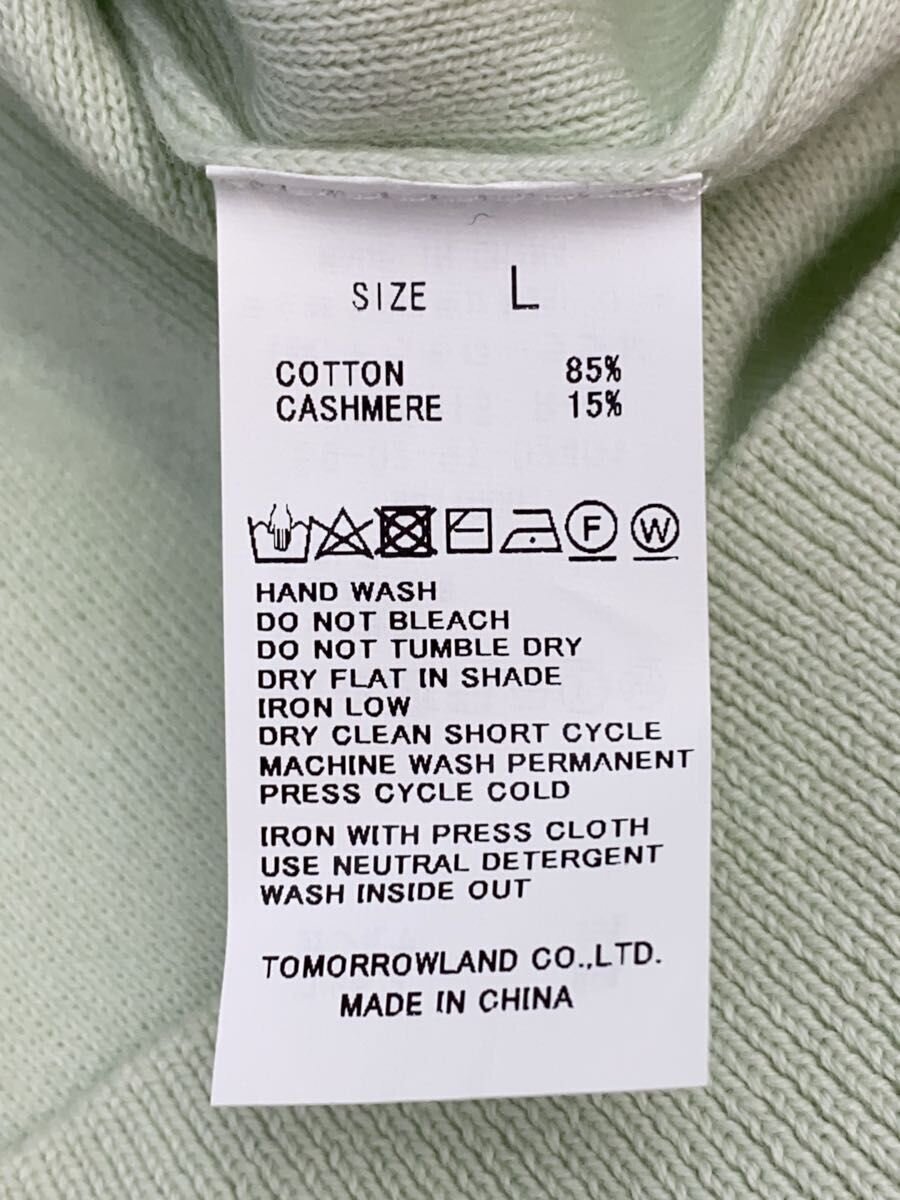 SIZE L
COTTON 85%
CASHMERE 15%
F W
HAND WASH
DO NOT BLEACH
DO NOT TUMBLE DRY
DRY FLAT IN SHADE
IRON LOW
DRY CLEAN SHORT CYCLE
MACHINE WASH PERMANENT
PRESS CYCLE COLD
IRON WITH PRESS CLOTH
USE NEUTRAL DETERGENT
WASH INSIDE OUT
TOMORROWLAND CO.,LTD.
MADE IN CHINA